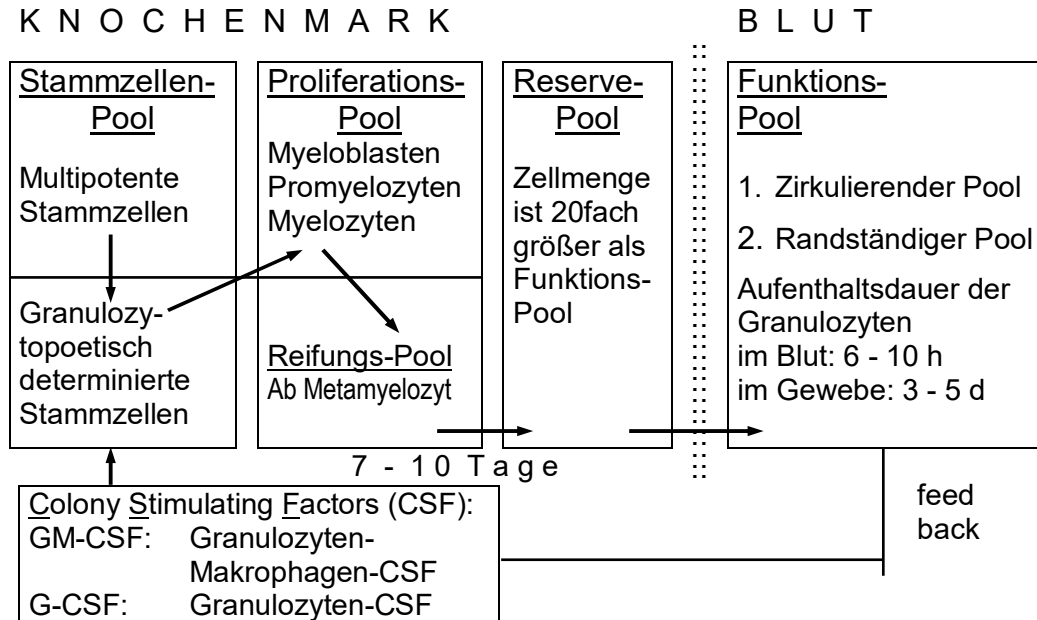 K N O C H E N M A R K
B L U T
Stammzellen-
Pool
Multipotente
Stammzellen
Granulozy-
topoetisch
determinierte
Stammzellen
Proliferations-
Pool
Myeloblasten
Promyelozyten
Myelozyten
Reifungs-Pool
Ab Metamyelozyt
Reserve-
Pool
Zellmenge
ist 20fach
größer als
Funktions-
Pool
Funktions-
Pool
1. Zirkulierender Pool
2. Randständiger Pool
Aufenthaltsdauer der
Granulozyten
im Blut: 6 - 10 h
im Gewebe: 3 - 5 d
7 - 10 Tage
Colony Stimulating Factors (CSF):
GM-CSF: Granulozyten-
Makrophagen-CSF
G-CSF: Granulozyten-CSF
feed
back